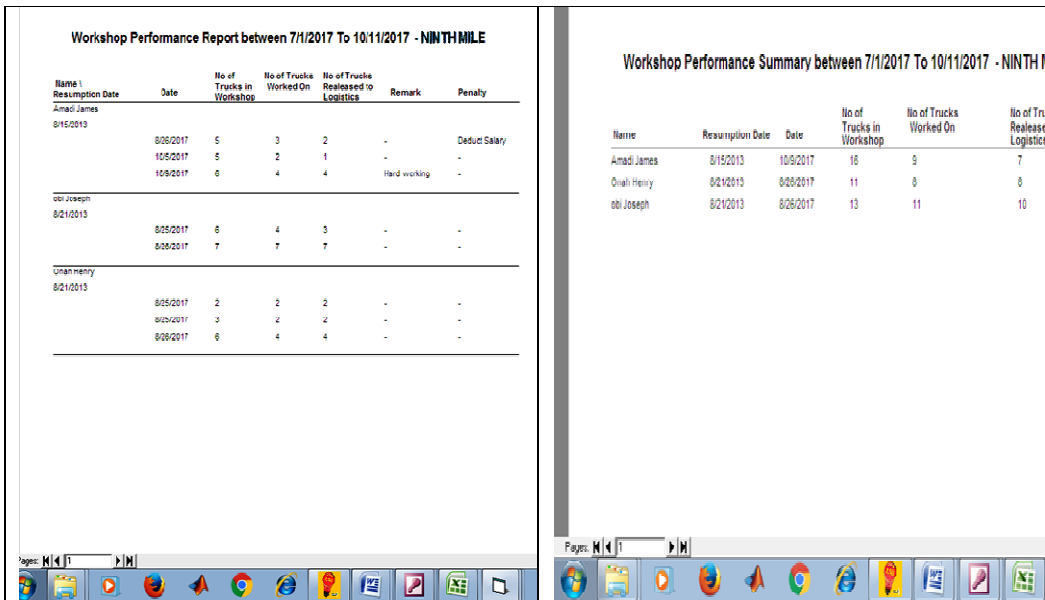 Workshop Performance Report between 7/1/2017 To 10/11/2017 - NINTH MILE
Name \ Resumption Date Date No of Trucks in Workshop No of Trucks Worked On No of Trucks Realeased to Logistics Remark Penalty
Amadi James
8/15/2013
8/26/2017 5 3 2 - Deduct Salary
10/5/2017 5 2 1 - -
10/9/2017 6 4 4 Hard working -
obi Joseph
8/21/2013
8/25/2017 6 4 3 - -
8/26/2017 7 7 7 - -
Onah Henry
8/21/2013
8/25/2017 2 2 2 - -
8/25/2017 3 2 2 - -
8/26/2017 6 4 4 - -
Pages: 1
Workshop Performance Summary between 7/1/2017 To 10/11/2017 - NINTH M
Name Resumption Date Date No of Trucks in Workshop No of Trucks Worked On No of Tru Realease Logistics
Amadi James 8/15/2013 10/9/2017 16 9 7
Onah Henry 8/21/2013 8/26/2017 11 8 8
obi Joseph 8/21/2013 8/26/2017 13 11 10
Pages: 1